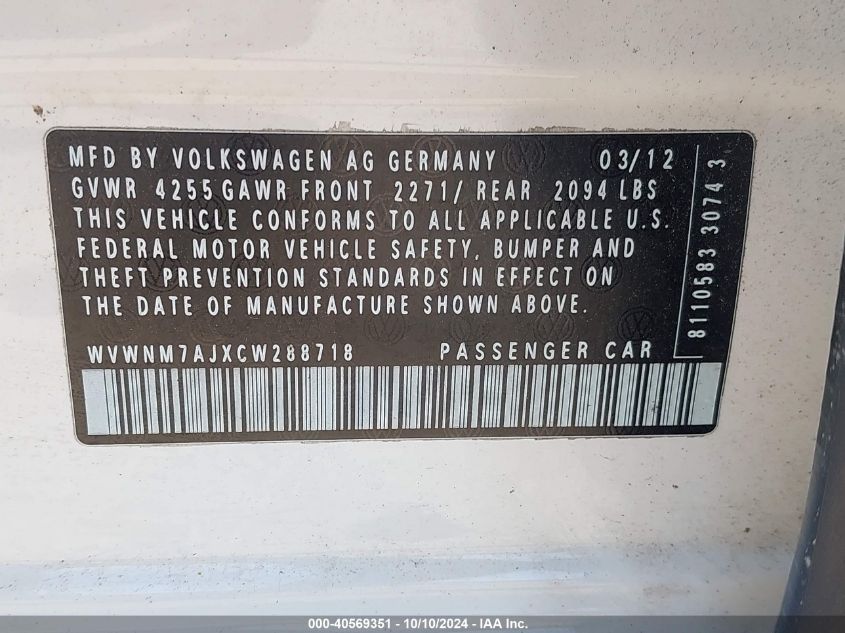 MFD BY VOLKSWAGEN AG GERMANY 03/12
GVWR 4255 GAWR FRONT 2271/ REAR 2094 LBS
THIS VEHICLE CONFORMS TO ALL APPLICABLE U.S.
FEDERAL MOTOR VEHICLE SAFETY, BUMPER AND
THEFT PREVENTION STANDARDS IN EFFECT ON
THE DATE OF MANUFACTURE SHOWN ABOVE.
WVWNM7AJXCW288718 PASSENGER CAR
8110583 3074 3
000-40569351 - 10/10/2024 - IAA Inc.